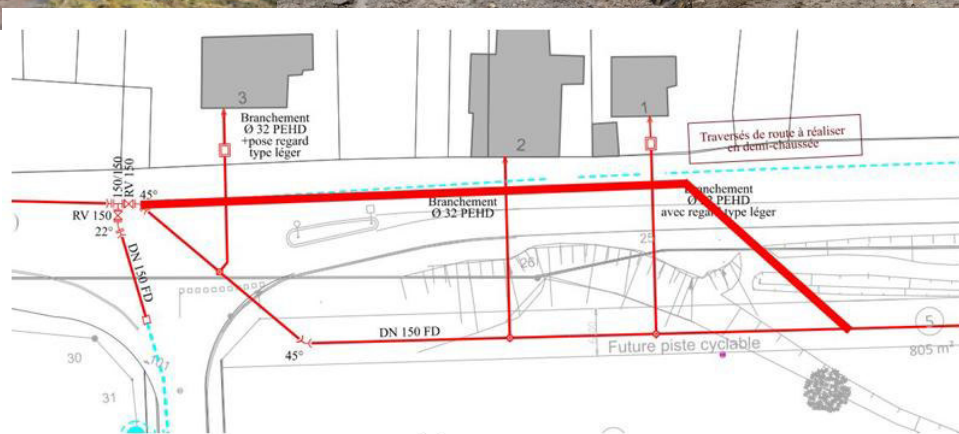 3
Branchement
Ø 32 PEHD
+pose regard
type léger
2
1
Traversés de route à réaliser
en demi-chaussée
150/150
RV 150
45°
RV 150
22°
DN 150 FD
Branchement
Ø 32 PEHD
Branchement
PEHD
avec regard type léger
25
26
DN 150 FD
45°
Future piste cyclable
5
805 m²
30
31